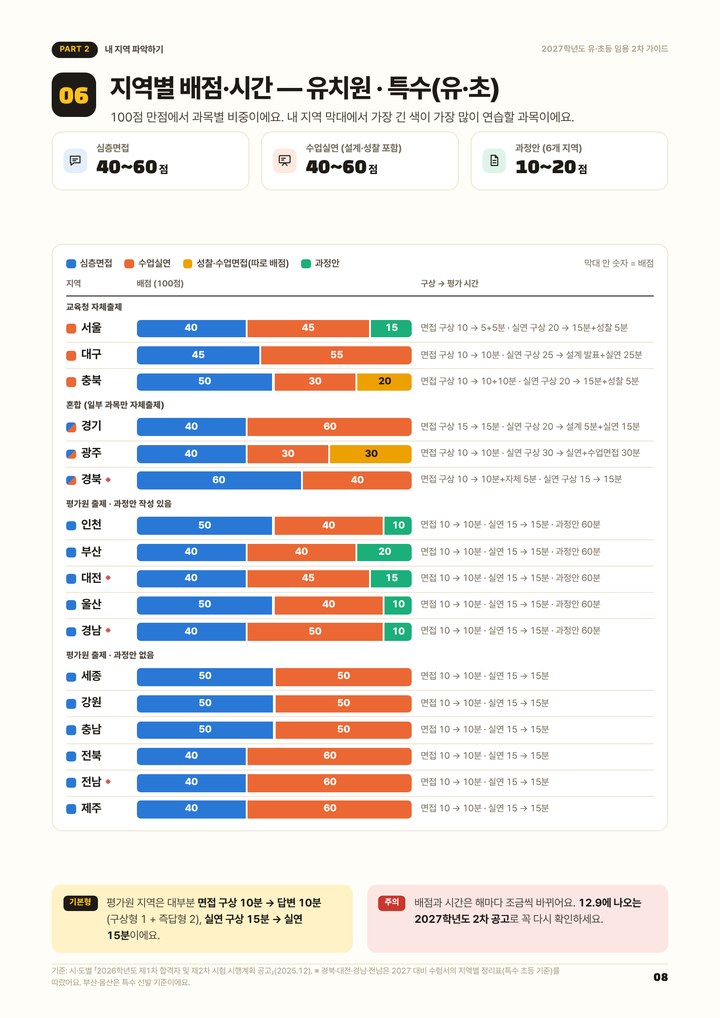 PART 2 내 지역 파악하기
2027학년도 유·초등 임용 2차 가이드
06 지역별 배점·시간 — 유치원 · 특수(유·초)
100점 만점에서 과목별 비중이에요. 내 지역 막대에서 가장 긴 색이 가장 많이 연습할 과목이에요.
심층면접
40~60점
수업실연 (설계·성찰 포함)
40~60점
과정안 (6개 지역)
10~20점
심층면접 수업실연 성찰·수업면접(따로 배점) 과정안 막대 안 숫자 = 배점
지역 배점 (100점) 구상 → 평가 시간
교육청 자체출제
서울 40 45 15 면접 구상 10 → 5+5분 · 실연 구상 20 → 15분+성찰 5분
대구 45 55 면접 구상 10 → 10분 · 실연 구상 25 → 설계 발표+실연 25분
충북 50 30 20 면접 구상 10 → 10+10분 · 실연 구상 20 → 15분+성찰 5분
혼합 (일부 과목만 자체출제)
경기 40 60 면접 구상 15 → 15분 · 실연 구상 20 → 설계 5분+실연 15분
광주 40 30 30 면접 구상 10 → 10분 · 실연 구상 30 → 실연+수업면접 30분
경북 * 60 40 면접 구상 10 → 10분+자체 5분 · 실연 구상 15 → 15분
평가원 출제 · 과정안 작성 있음
인천 50 40 10 면접 10 → 10분 · 실연 15 → 15분 · 과정안 60분
부산 40 40 20 면접 10 → 10분 · 실연 15 → 15분 · 과정안 60분
대전 * 40 45 15 면접 10 → 10분 · 실연 15 → 15분 · 과정안 60분
울산 50 40 10 면접 10 → 10분 · 실연 15 → 15분 · 과정안 60분
경남 * 40 50 10 면접 10 → 10분 · 실연 15 → 15분 · 과정안 60분
평가원 출제 · 과정안 없음
세종 50 50 면접 10 → 10분 · 실연 15 → 15분
강원 50 50 면접 10 → 10분 · 실연 15 → 15분
충남 50 50 면접 10 → 10분 · 실연 15 → 15분
전북 40 60 면접 10 → 10분 · 실연 15 → 15분
전남 * 40 60 면접 10 → 10분 · 실연 15 → 15분
제주 40 60 면접 10 → 10분 · 실연 15 → 15분
기본형 평가원 지역은 대부분 면접 구상 10분 → 답변 10분
(구상형 1 + 즉답형 2), 실연 구상 15분 → 실연
15분이에요.
주의 배점과 시간은 해마다 조금씩 바뀌어요. 12.9에 나오는
2027학년도 2차 공고로 꼭 다시 확인하세요.
기준: 시·도별 「2026학년도 제1차 합격자 및 제2차 시험 시행계획 공고」(2025.12). * 경북·대전·경남·전남은 2027 대비 수험서의 지역별 정리표(특수 초등 기준)를
따랐어요. 부산·울산은 특수 선발 기준이에요.
08